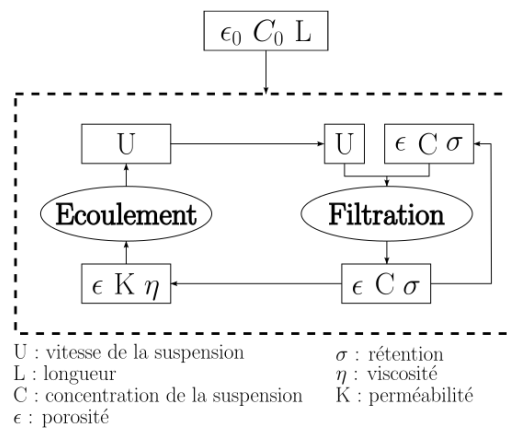 ϵ₀ C₀ L
U
U
ϵ C σ
Ecoulement
Filtration
ϵ K η
ϵ C σ
U : vitesse de la suspension
L : longueur
C : concentration de la suspension
ϵ : porosité
σ : rétention
η : viscosité
K : perméabilité